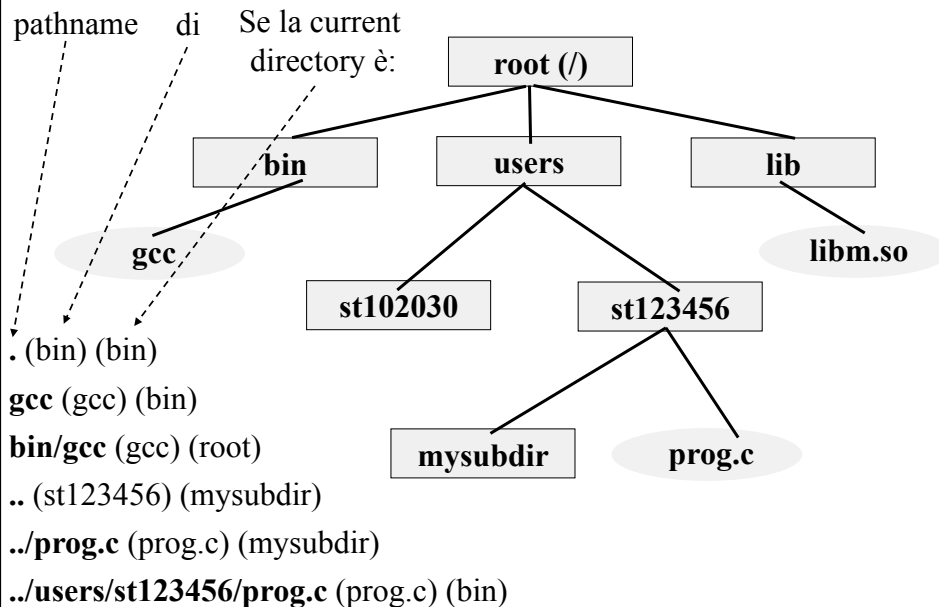 pathname di Se la current
directory è:
root (/)
bin users lib
gcc libm.so
st102030 st123456
mysubdir prog.c
. (bin) (bin)
gcc (gcc) (bin)
bin/gcc (gcc) (root)
.. (st123456) (mysubdir)
../prog.c (prog.c) (mysubdir)
../users/st123456/prog.c (prog.c) (bin)